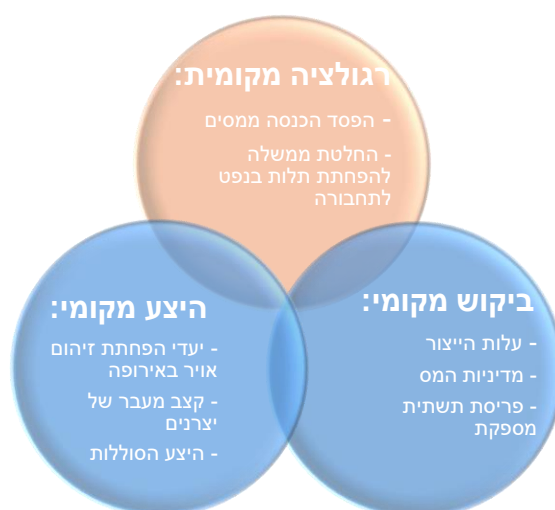 רגולציה מקומית:
- הפסד הכנסה ממסים
- החלטת ממשלה
להפחתת תלות בנפט
לתחבורה
ביקוש מקומי:
- עלות הייצור
- מדיניות המס
- פריסת תשתית
מספקת
היצע מקומי:
- יעדי הפחתת זיהום
אויר באירופה
- קצב מעבר של
יצרנים
- היצע הסוללות